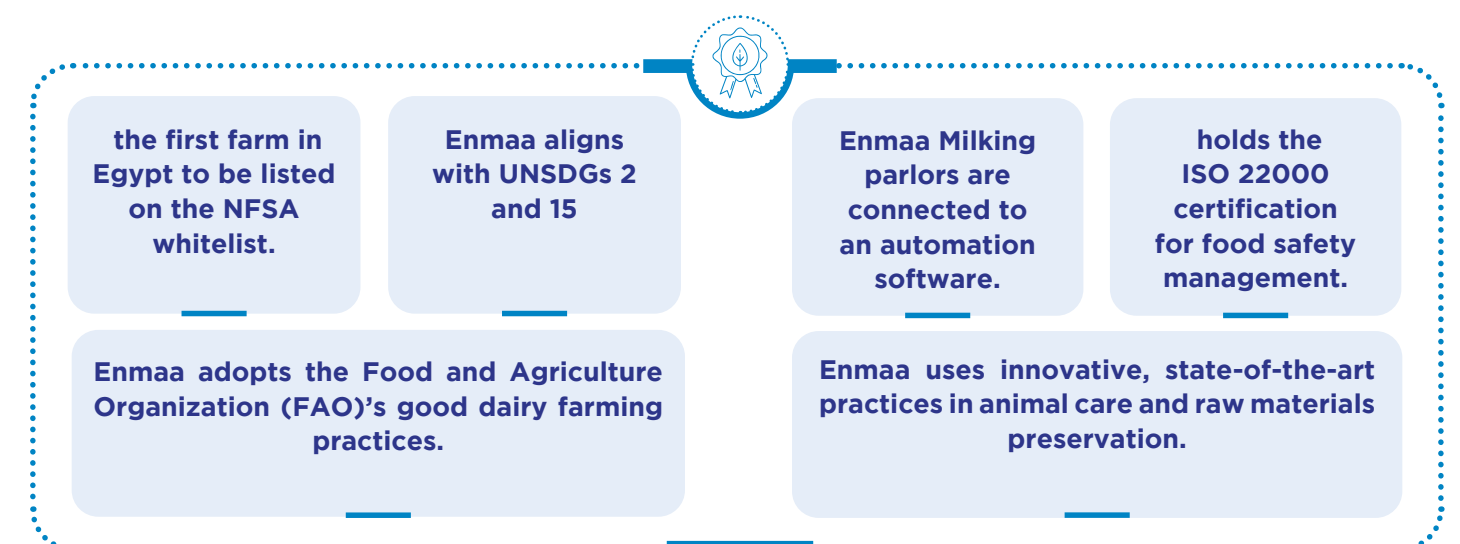 the first farm in
Egypt to be listed
on the NFSA
whitelist.
Enmaa aligns
with UNSDGs 2
and 15
Enmaa Milking
parlors are
connected to
an automation
software.
holds the
ISO 22000
certification
for food safety
management.
Enmaa adopts the Food and Agriculture
Organization (FAO)'s good dairy farming
practices.
Enmaa uses innovative, state-of-the-art
practices in animal care and raw materials
preservation.